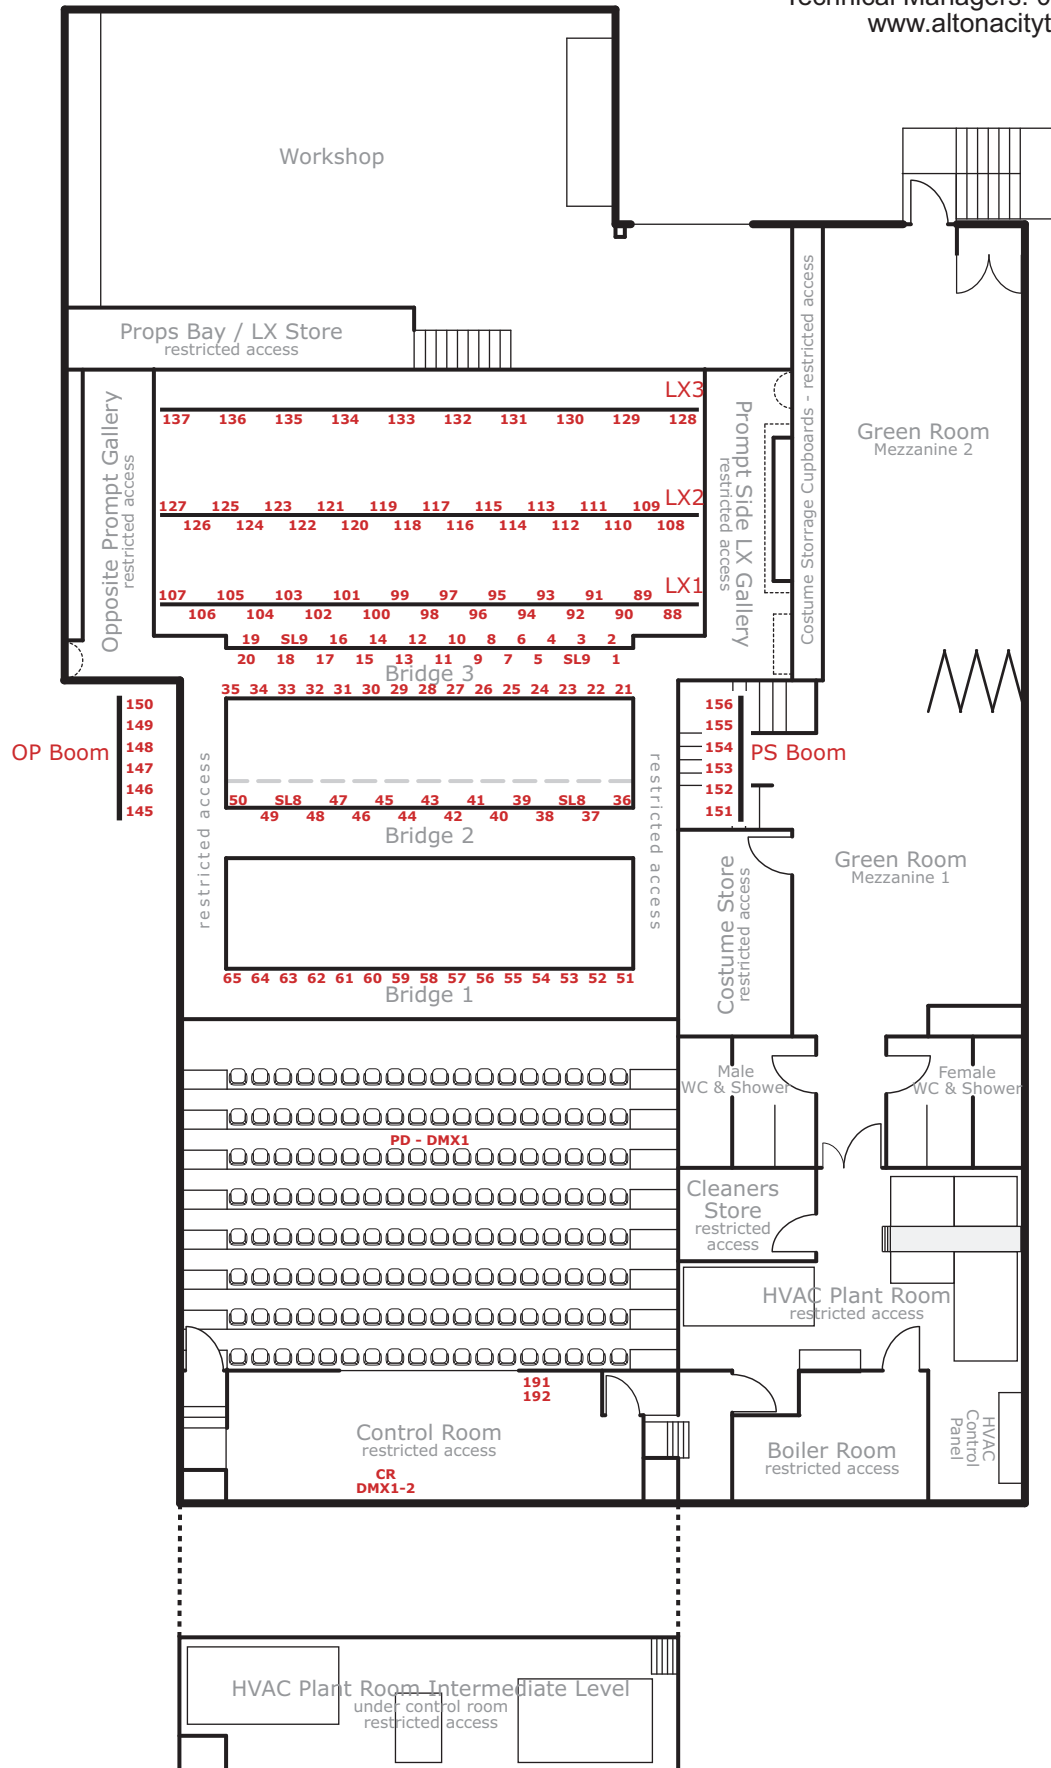 Technical Managers: 0
www.altonacityt
Workshop
Props Bay / LX Store
restricted access
Opposite Prompt Gallery
restricted access
LX3
137 136 135 134 133 132 131 130 129 128
127 125 123 121 119 117 115 113 111 109 LX2
126 124 122 120 118 116 114 112 110 108
LX1
107 105 103 101 99 97 95 93 91 89
106 104 102 100 98 96 94 92 90 88
19 SL9 16 14 12 10 8 6 4 3 2
20 18 17 15 13 11 9 7 5 SL9 1
Bridge 3
35 34 33 32 31 30 29 28 27 26 25 24 23 22 21
Prompt Side LX Gallery
restricted access
Costume Storrage Cupboards - restricted access
Green Room
Mezzanine 2
OP Boom
150
149
148
147
146
145
restricted access
50 SL8 47 45 43 41 39 SL8 36
49 48 46 44 42 40 38 37
Bridge 2
restricted access
156
155
154
153
152
151
PS Boom
Green Room
Mezzanine 1
Costume Store
restricted access
65 64 63 62 61 60 59 58 57 56 55 54 53 52 51
Bridge 1
Male
WC & Shower
Female
WC & Shower
PD - DMX1
Cleaners
Store
restricted
access
HVAC Plant Room
restricted access
191
192
Control Room
restricted access
CR
DMX1-2
Boiler Room
restricted access
HVAC
Control
Panel
HVAC Plant Room Intermediate Level
under control room
restricted access